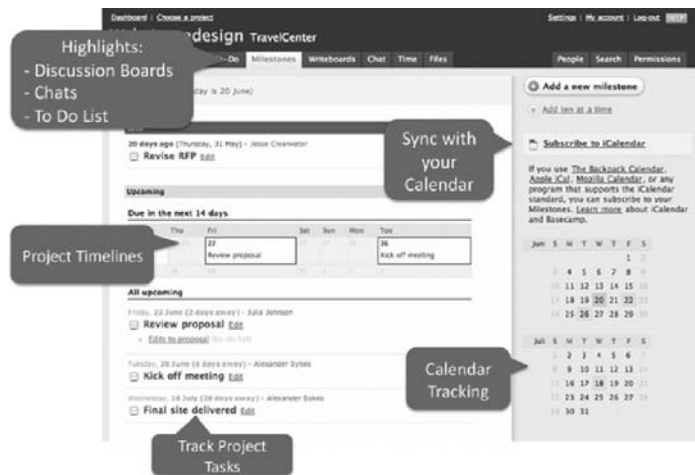 Dashboard | Choose a project
Settings | My account | Log-out HELP
edesign TravelCenter
Highlights:
- Discussion Boards
- Chats
- To Do List
-Do Milestones Writeboards Chat Time Files
People Search Permissions
ay is 20 June)
20 days ago (Thursday, 31 May) - Jesse Clearwater
Revise RFP Edit
Upcoming
Due in the next 14 days
Thu Fri Sat Sun Mon Tue
22 26
Review proposal Kick off meeting
Project Timelines
All upcoming
Friday, 22 June (2 days away) - Julia Johnson
Review proposal Edit
Edits to proposal (to-do list)
Tuesday, 26 June (6 days away) - Alexander Sykes
Kick off meeting Edit
Wednesday, 18 July (28 days away) - Alexander Sykes
Final site delivered Edit
Track Project
Tasks
Add a new milestone
Add ten at a time
Sync with
your
Calendar
Subscribe to iCalendar
If you use The Backpack Calendar,
Apple iCal, Mozilla Calendar, or any
program that supports the iCalendar
standard, you can subscribe to your
Milestones. Learn more about iCalendar
and Basecamp.
Jun S M T W T F S
1 2
3 4 5 6 7 8 9
10 11 12 13 14 15 16
17 18 19 20 21 22 23
24 25 26 27 28 29 30
Calendar
Tracking
Jul S M T W T F S
1 2 3 4 5 6 7
8 9 10 11 12 13 14
15 16 17 18 19 20 21
22 23 24 25 26 27 28
29 30 31